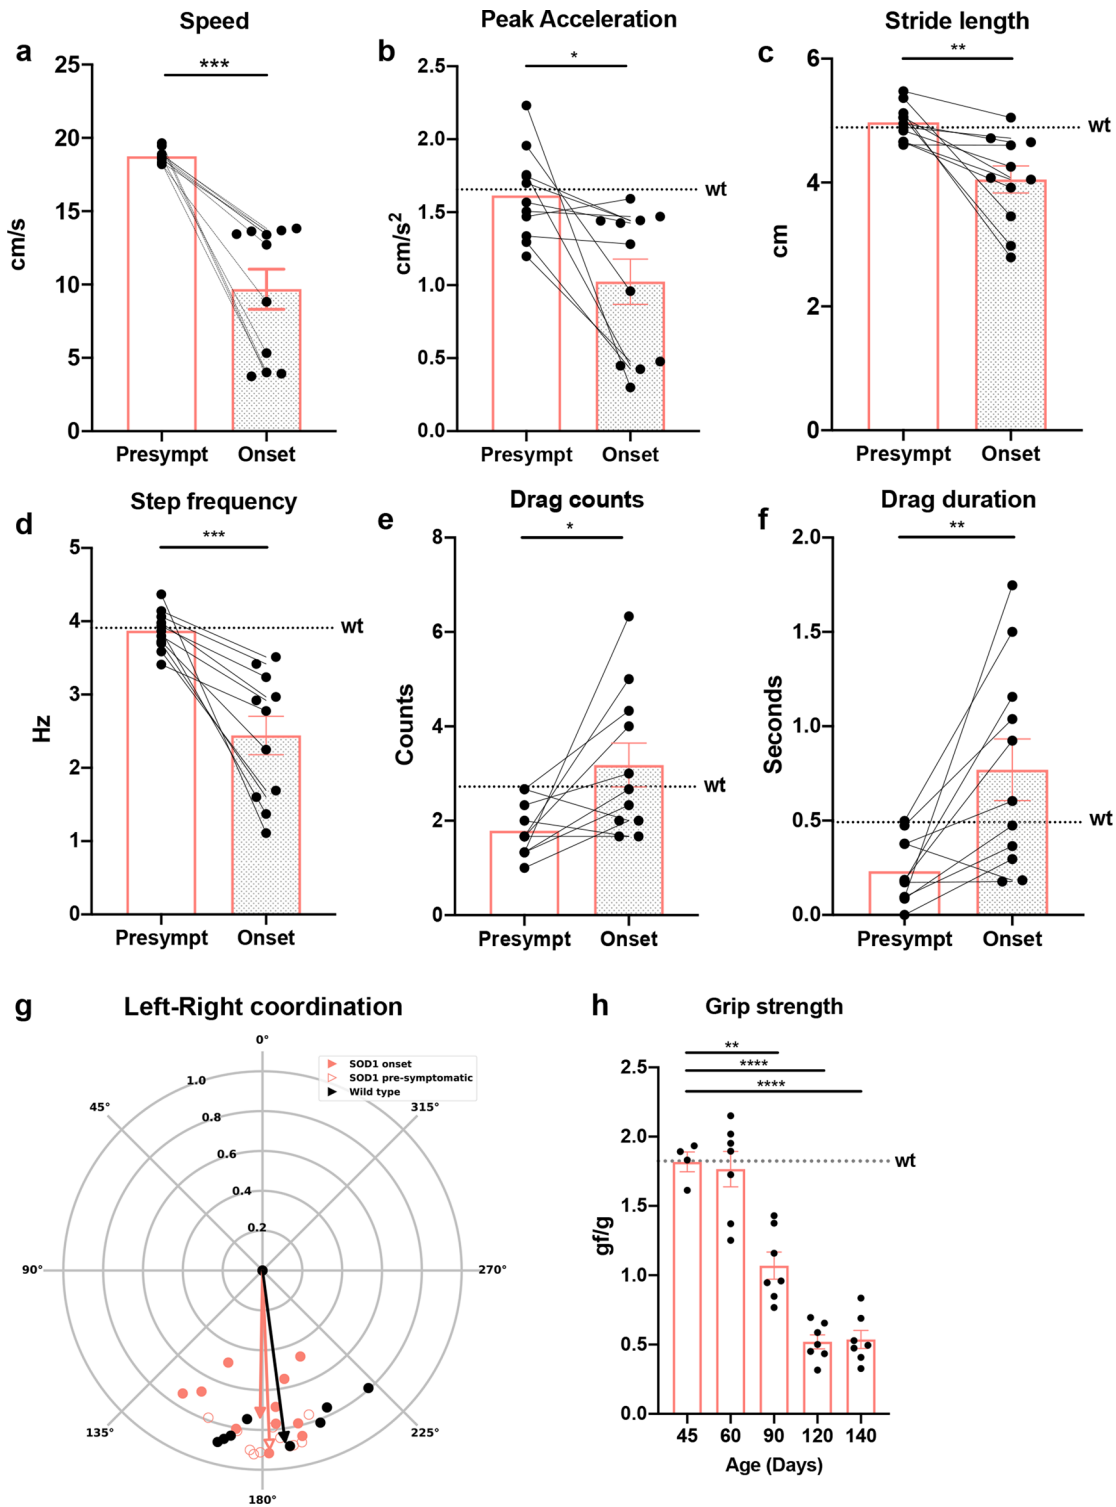 a
Speed
***
25
20
15
10
5
0
cm/s
Presympt
Onset
b
Peak Acceleration
*
2.5
2.0
1.5
1.0
0.5
0.0
cm/s²
wt
Presympt
Onset
c
Stride length
**
6
4
2
0
cm
wt
Presympt
Onset
d
Step frequency
***
5
4
3
2
1
0
Hz
wt
Presympt
Onset
e
Drag counts
*
8
6
4
2
0
Counts
wt
Presympt
Onset
f
Drag duration
**
2.0
1.5
1.0
0.5
0.0
Seconds
wt
Presympt
Onset
g
Left-Right coordination
0°
45°
90°
135°
180°
225°
270°
315°
1.0
0.8
0.6
0.4
0.2
SOD1 onset
SOD1 pre-symptomatic
Wild type
h
Grip strength
**
****
****
2.5
2.0
1.5
1.0
0.5
0.0
gf/g
wt
45 60 90 120 140
Age (Days)